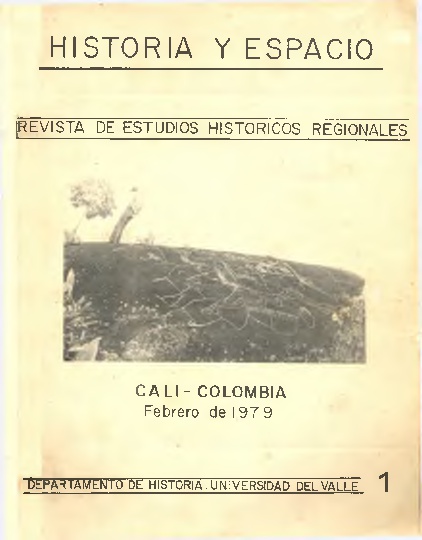 HISTORIA Y ESPACIO
REVISTA DE ESTUDIOS HISTORICOS REGIONALES
CALI - COLOMBIA
Febrero de 1979
DEPARTAMENTO DE HISTORIA. UNIVERSIDAD DEL VALLE 1